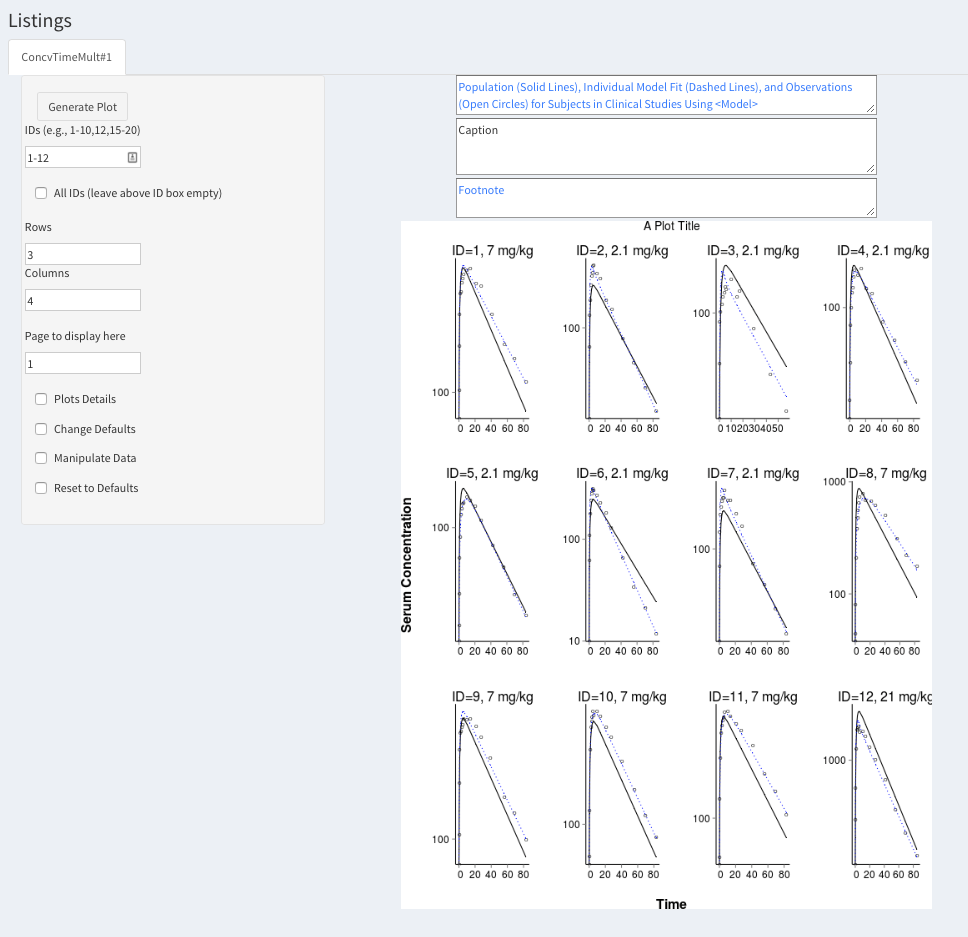 Listings
ConcvTimeMult#1
Generate Plot
IDs (e.g., 1-10,12,15-20)
1-12
All IDs (leave above ID box empty)
Rows
3
Columns
4
Page to display here
1
Plots Details
Change Defaults
Manipulate Data
Reset to Defaults
Population (Solid Lines), Individual Model Fit (Dashed Lines), and Observations
(Open Circles) for Subjects in Clinical Studies Using <Model>
Caption
Footnote
A Plot Title
ID=1, 7 mg/kg ID=2, 2.1 mg/kg ID=3, 2.1 mg/kg ID=4, 2.1 mg/kg
100 100 100 100
0 20 40 60 80 0 20 40 60 80 0 1020304050 0 20 40 60 80
ID=5, 2.1 mg/kg ID=6, 2.1 mg/kg ID=7, 2.1 mg/kg ID=8, 7 mg/kg
100 100 10 100 1000 100
0 20 40 60 80 0 20 40 60 80 0 20 40 60 80 0 20 40 60 80
Serum Concentration
ID=9, 7 mg/kg ID=10, 7 mg/kg ID=11, 7 mg/kg ID=12, 21 mg/kg
100 100 100 1000
0 20 40 60 80 0 20 40 60 80 0 20 40 60 80 0 20 40 60 80
Time